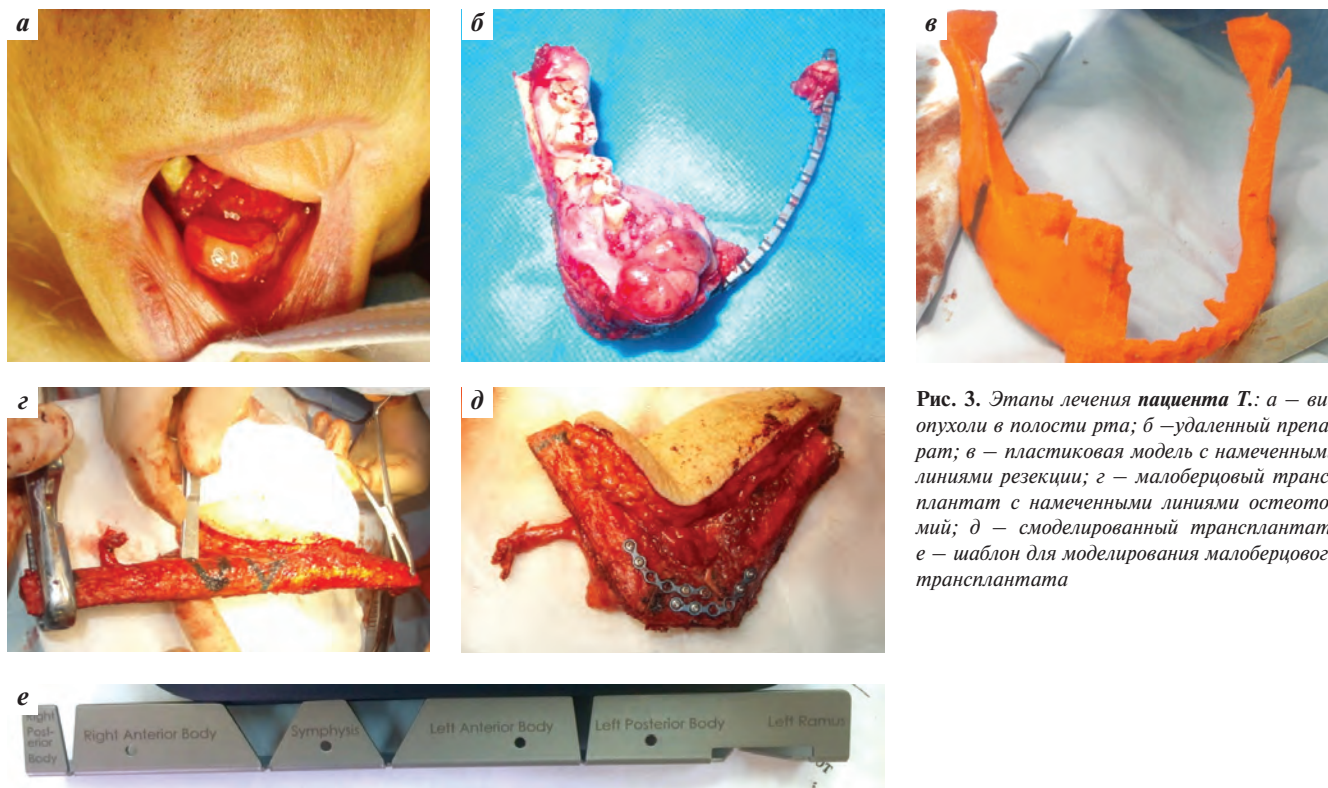 а
б
в
г
д
Рис. 3. Этапы лечения пациента Т.: а – ви
опухоли в полости рта; б –удаленный препа
рат; в – пластиковая модель с намеченным
линиями резекции; г – малоберцовый транс
плантат с намеченными линиями остеото
мий; д – смоделированный трансплантат
е – шаблон для моделирования малоберцовог
трансплантата
е
Right
Post-
erior
Body
Right Anterior Body
Symphysis
Left Anterior Body
Left Posterior Body
Left Ramus